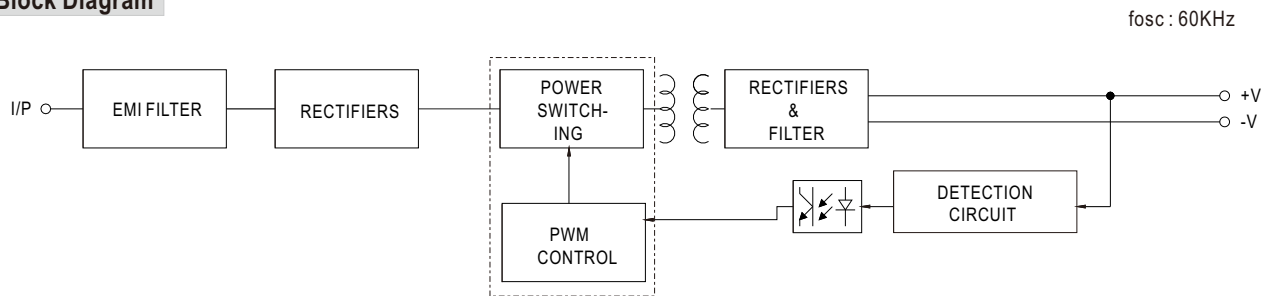 Block Diagram
fosc : 60KHz
I/P
EMI FILTER
RECTIFIERS
POWER
SWITCH-
ING
RECTIFIERS
&
FILTER
+V
-V
PWM
CONTROL
DETECTION
CIRCUIT